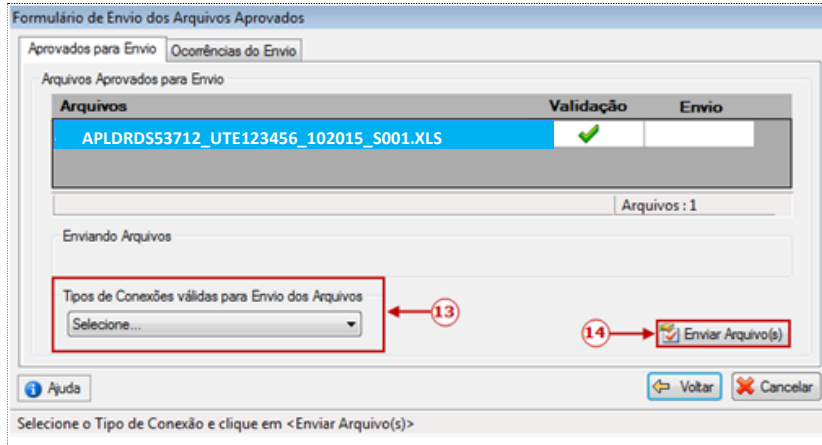 Formulário de Envio dos Arquivos Aprovados
Aprovados para Envio Ocorrências do Envio
Arquivos Aprovados para Envio
Arquivos Validação Envio
APLDRDS53712_UTE123456_102015_S001.XLS
Arquivos : 1
Enviando Arquivos
Tipos de Conexões válidas para Envio dos Arquivos
13
Selecione...
14 Enviar Arquivo(s)
Ajuda Voltar Cancelar
Selecione o Tipo de Conexão e clique em <Enviar Arquivo(s)>